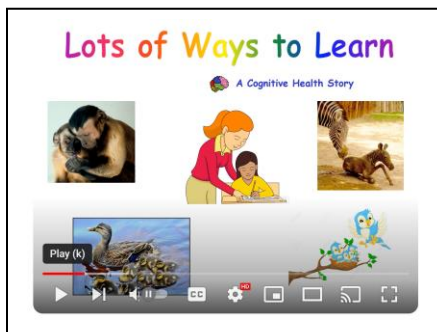 Lots of Ways to Learn
A Cognitive Health Story
Play (k)
CC
HD